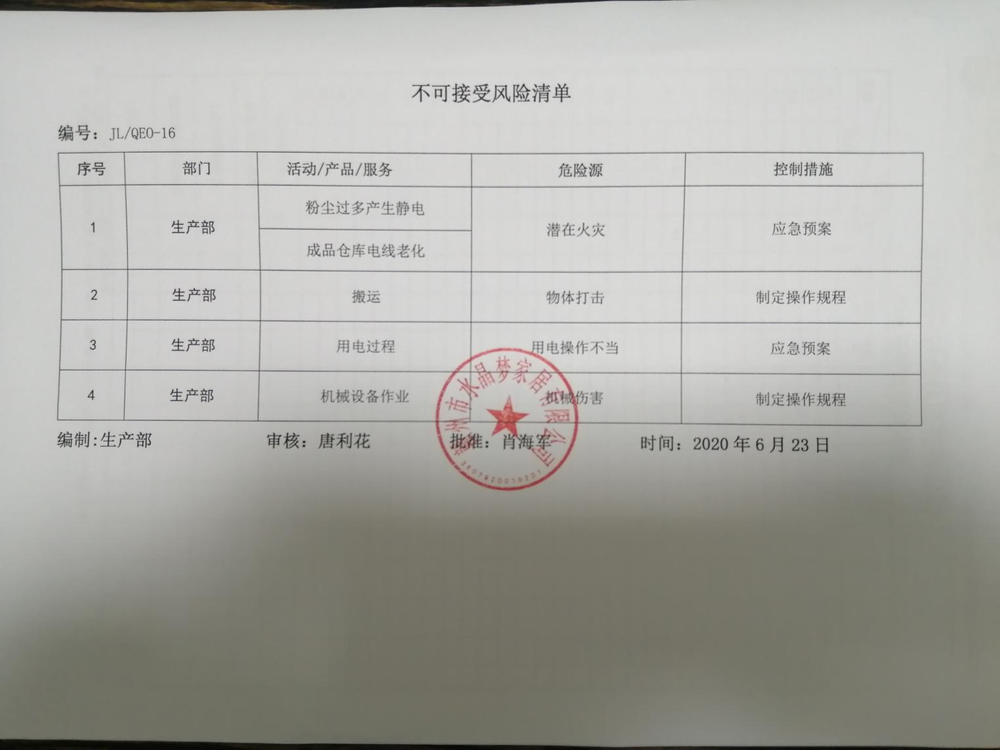 不可接受风险清单
编号：JL/QEO-16
序号 部门 活动/产品/服务 危险源 控制措施
1 生产部 粉尘过多产生静电 潜在火灾 应急预案
成品仓库电线老化
2 生产部 搬运 物体打击 制定操作规程
3 生产部 用电过程 用电操作不当 应急预案
4 生产部 机械设备作业 机械伤害 制定操作规程
编制:生产部 审核：唐利花 批准：肖海军 时间：2020年6月23日
州市水晶梦家居有限公司